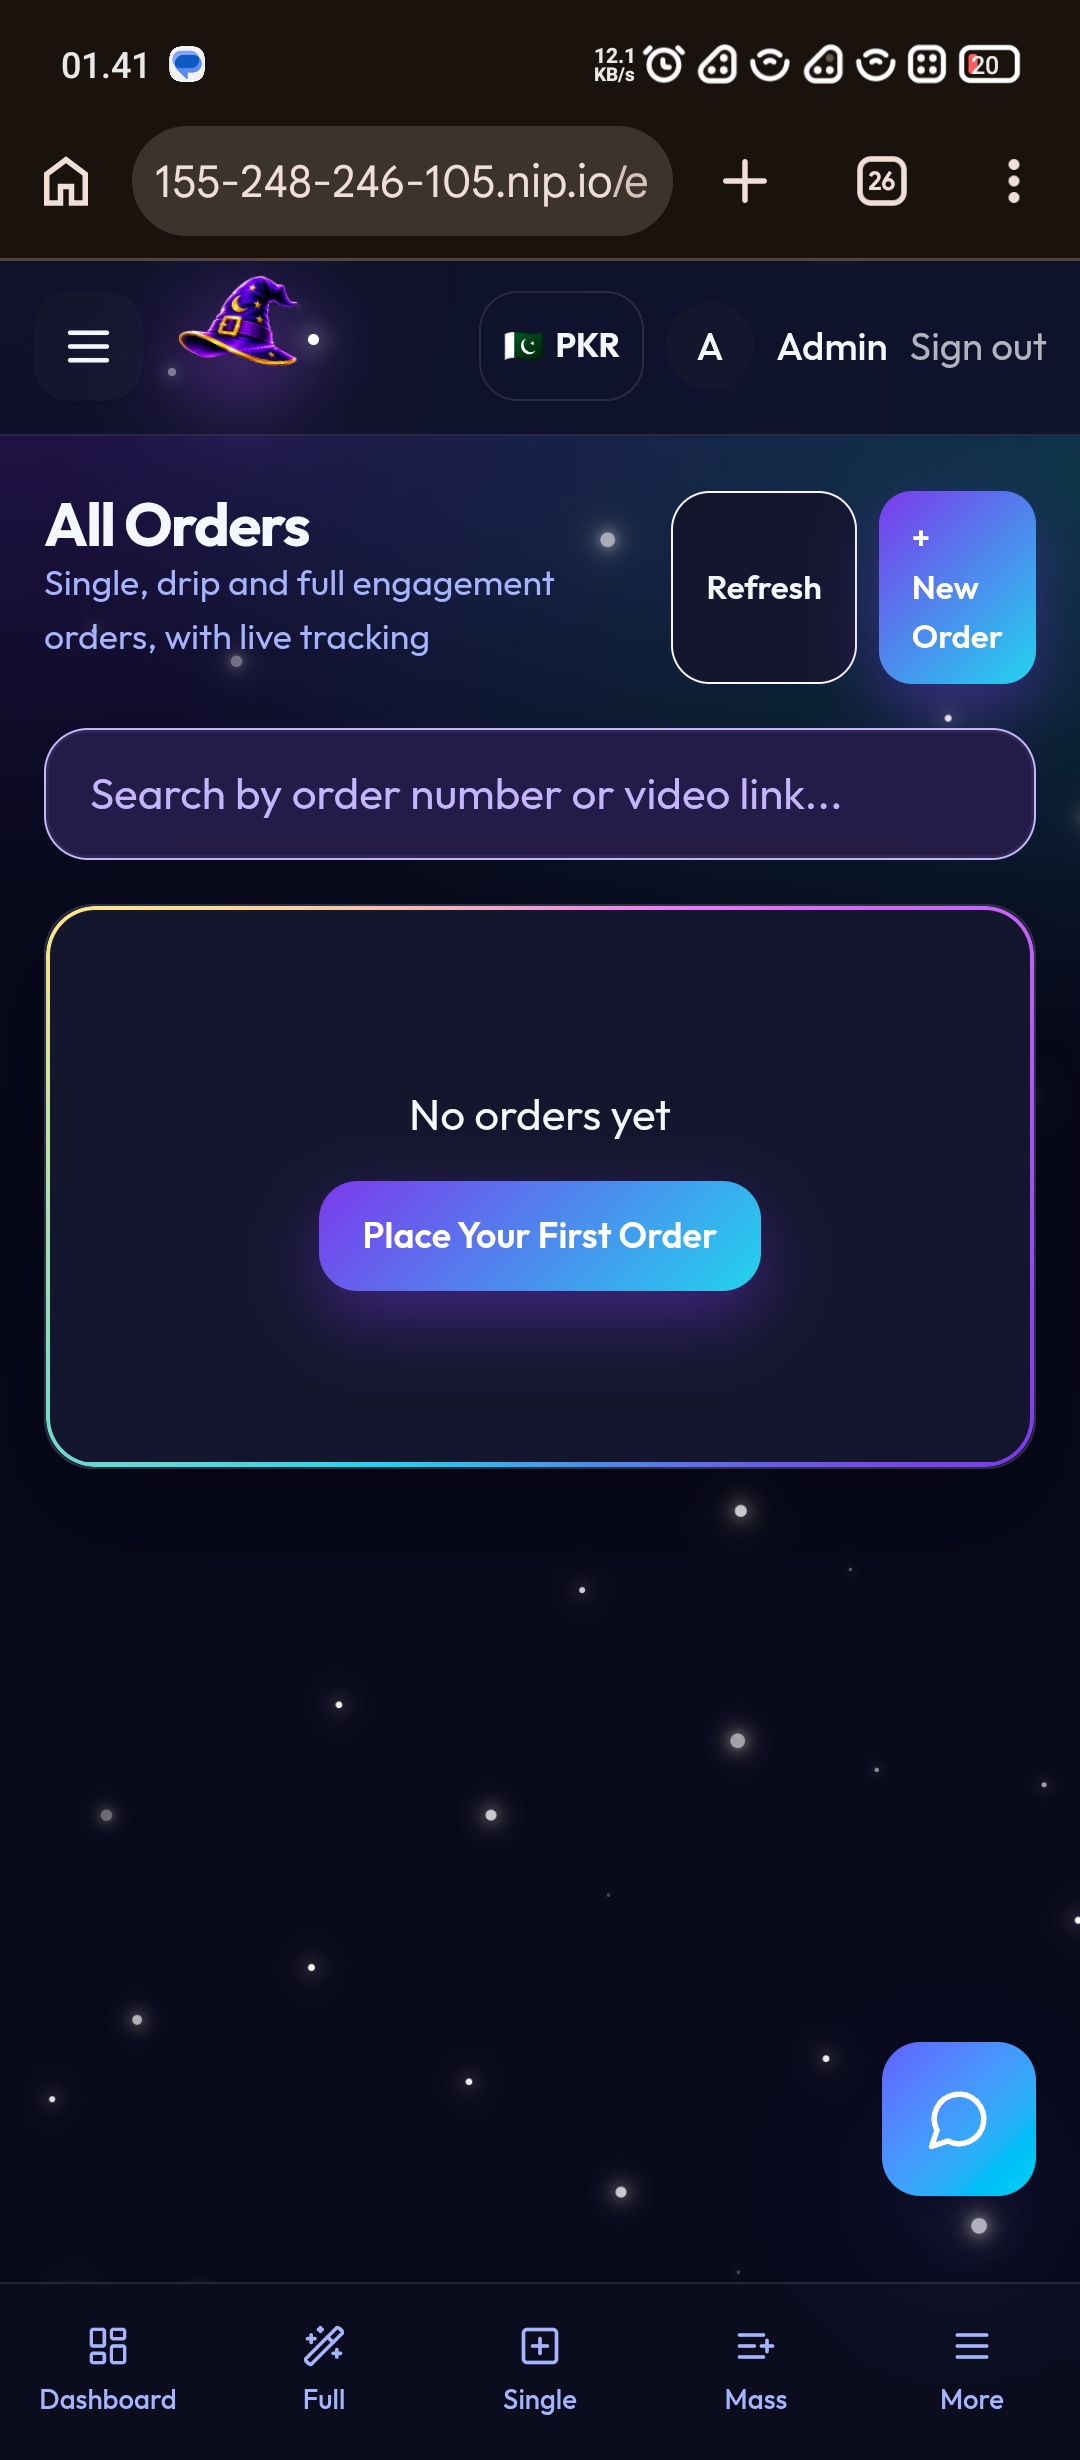 01.41
12.1
KB/s
20
155-248-246-105.nip.io/e
26
PKR
A
Admin
Sign out
All Orders
Single, drip and full engagement
orders, with live tracking
Refresh
+
New
Order
Search by order number or video link...
No orders yet
Place Your First Order
Dashboard
Full
Single
Mass
More